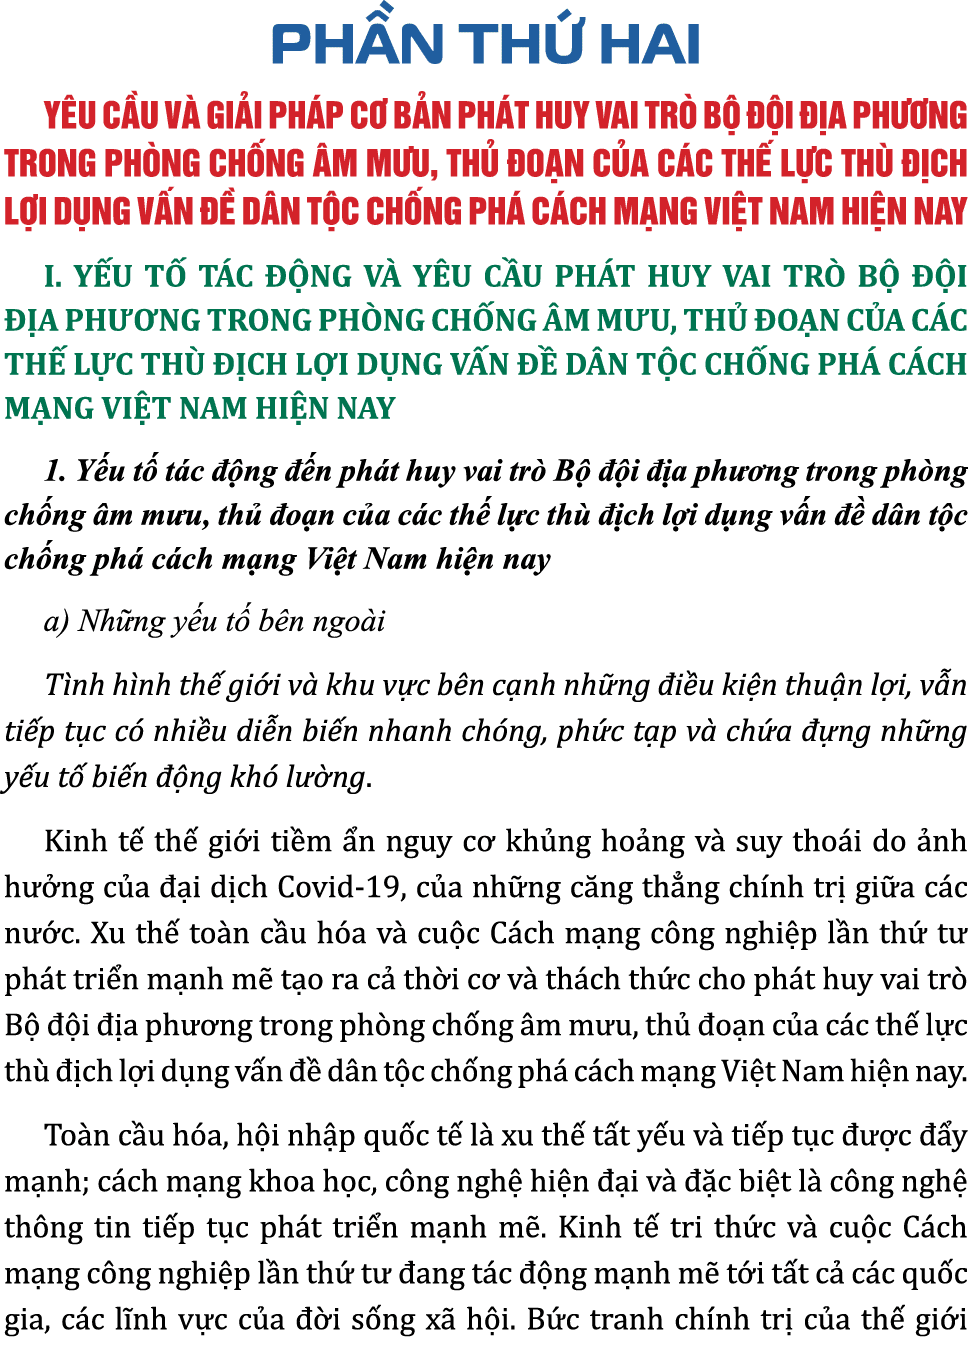 PHẦN THỨ HAI
YÊU CẦU VÀ GIẢI PHÁP CƠ BẢN PHÁT HUY VAI TRÒ BỘ ĐỘI ĐỊA PHƯƠNG
TRONG PHÒNG CHỐNG ÂM MƯU, THỦ ĐOẠN CỦA CÁC THẾ LỰC THÙ ĐỊCH
LỢI DỤNG VẤN ĐỀ DÂN TỘC CHỐNG PHÁ CÁCH MẠNG VIỆT NAM HIỆN NAY
I. YẾU TỐ TÁC ĐỘNG VÀ YÊU CẦU PHÁT HUY VAI TRÒ BỘ ĐỘI
ĐỊA PHƯƠNG TRONG PHÒNG CHỐNG ÂM MƯU, THỦ ĐOẠN CỦA CÁC
THẾ LỰC THÙ ĐỊCH LỢI DỤNG VẤN ĐỀ DÂN TỘC CHỐNG PHÁ CÁCH
MẠNG VIỆT NAM HIỆN NAY
1. Yếu tố tác động đến phát huy vai trò Bộ đội địa phương trong phòng
chống âm mưu, thủ đoạn của các thế lực thù địch lợi dụng vấn đề dân tộc
chống phá cách mạng Việt Nam hiện nay
a) Những yếu tố bên ngoài
Tình hình thế giới và khu vực bên cạnh những điều kiện thuận lợi, vẫn
tiếp tục có nhiều diễn biến nhanh chóng, phức tạp và chứa đựng những
yếu tố biến động khó lường.
Kinh tế thế giới tiềm ẩn nguy cơ khủng hoảng và suy thoái do ảnh
hưởng của đại dịch Covid-19, của những căng thẳng chính trị giữa các
nước. Xu thế toàn cầu hóa và cuộc Cách mạng công nghiệp lần thứ tư
phát triển mạnh mẽ tạo ra cả thời cơ và thách thức cho phát huy vai trò
Bộ đội địa phương trong phòng chống âm mưu, thủ đoạn của các thế lực
thù địch lợi dụng vấn đề dân tộc chống phá cách mạng Việt Nam hiện nay.
Toàn cầu hóa, hội nhập quốc tế là xu thế tất yếu và tiếp tục được đẩy
mạnh; cách mạng khoa học, công nghệ hiện đại và đặc biệt là công nghệ
thông tin tiếp tục phát triển mạnh mẽ. Kinh tế tri thức và cuộc Cách
mạng công nghiệp lần thứ tư đang tác động mạnh mẽ tới tất cả các quốc
gia, các lĩnh vực của đời sống xã hội. Bức tranh chính trị của thế giới